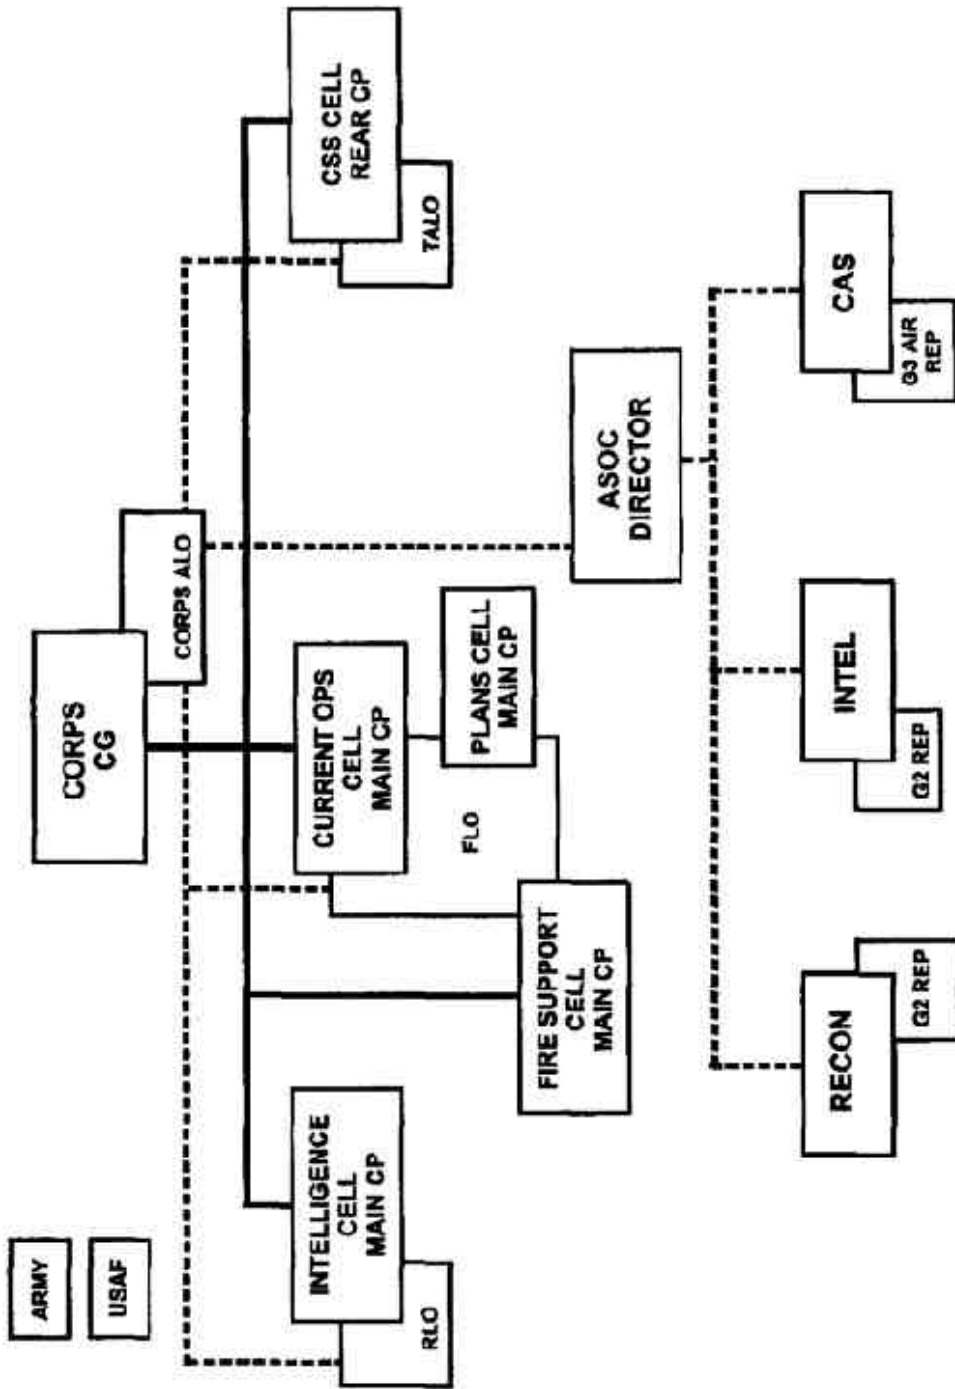 ARMY
USAF
CORPS
CG
CORPS ALO
INTELLIGENCE
CELL
MAIN CP
RLO
CURRENT OPS
CELL
MAIN CP
CSS CELL
REAR CP
TALO
FLO
PLANS CELL
MAIN CP
FIRE SUPPORT
CELL
MAIN CP
ASOC
DIRECTOR
RECON
G2 REP
INTEL
G2 REP
CAS
G3 AIR
REP